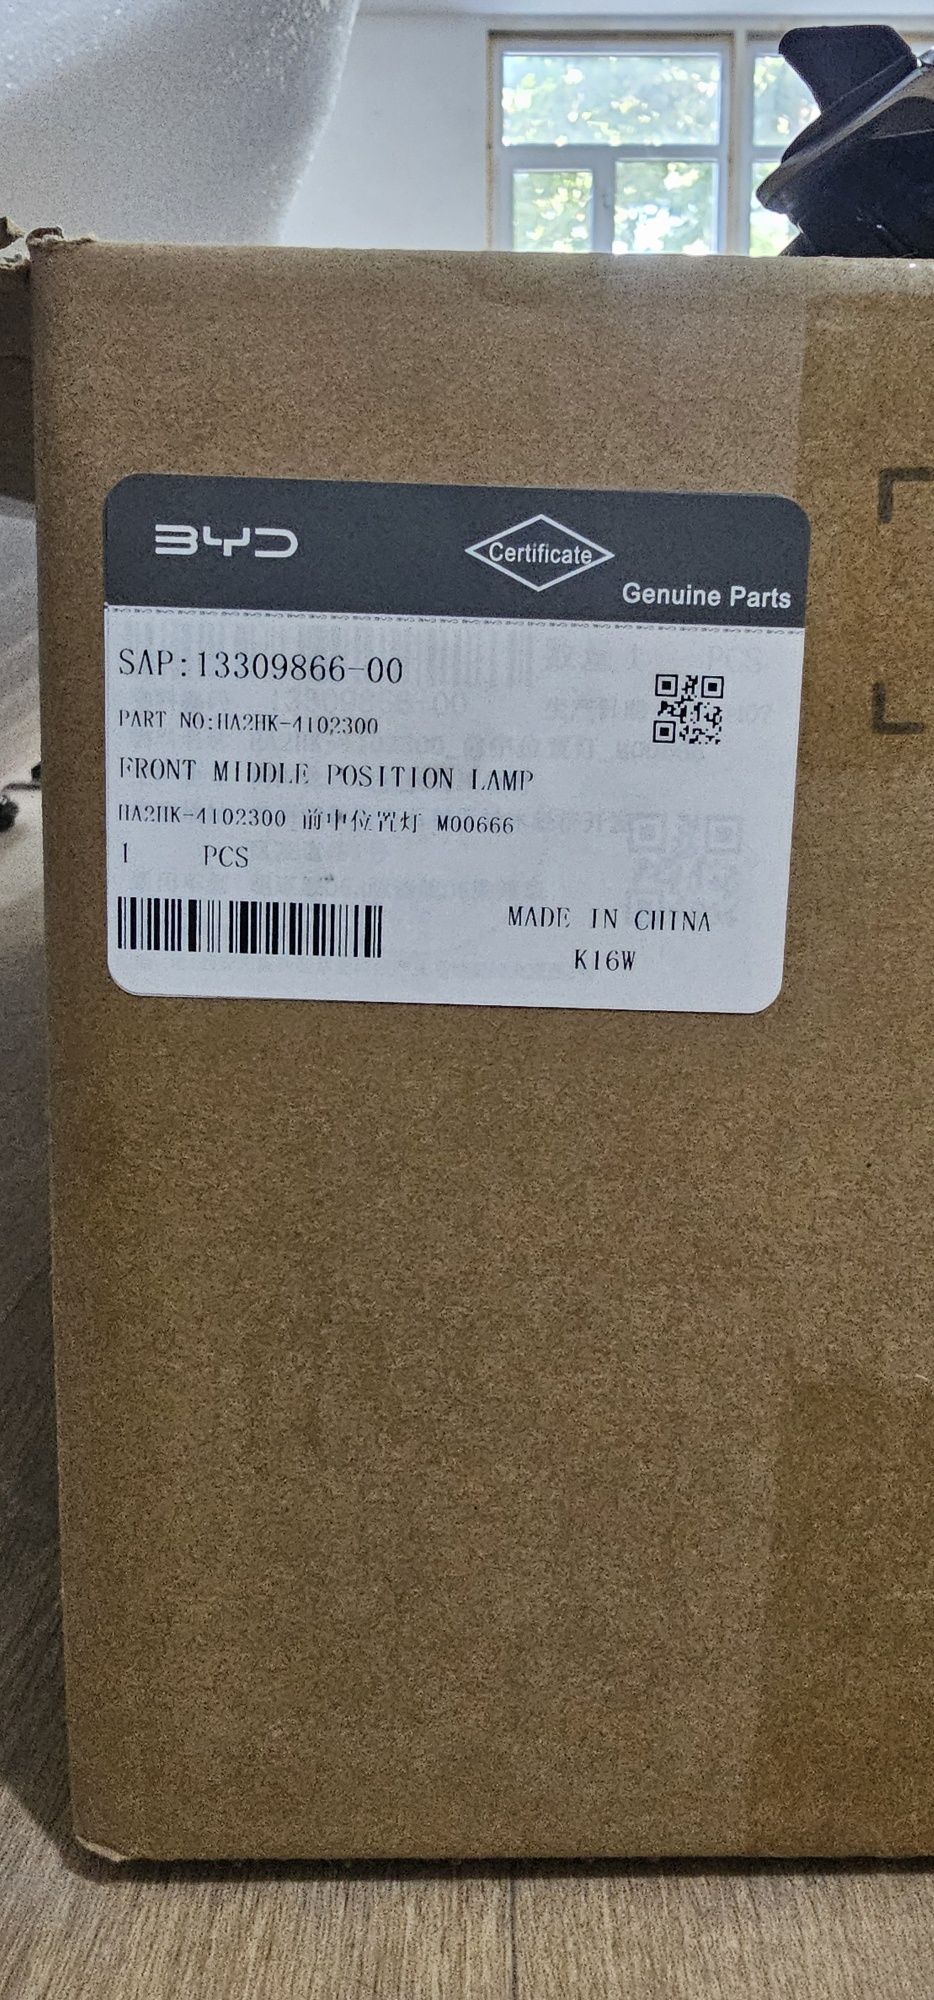 BYD
Certificate
Genuine Parts
SAP:13309866-00
PART NO:HA2HK-4102300
FRONT MIDDLE POSITION LAMP
HA2HK-4102300 前中位置灯 M00666
1 PCS
MADE IN CHINA
K16W